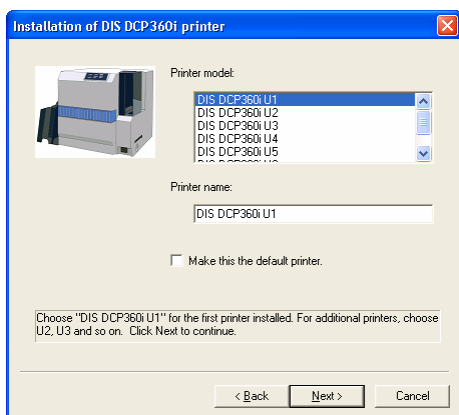 Installation of DIS DCP360i printer
Printer model:
DIS DCP360i U1
DIS DCP360i U2
DIS DCP360i U3
DIS DCP360i U4
DIS DCP360i U5
Printer name:
DIS DCP360i U1
Make this the default printer.
Choose "DIS DCP360i U1" for the first printer installed. For additional printers, choose
U2, U3 and so on. Click Next to continue.
< Back Next > Cancel